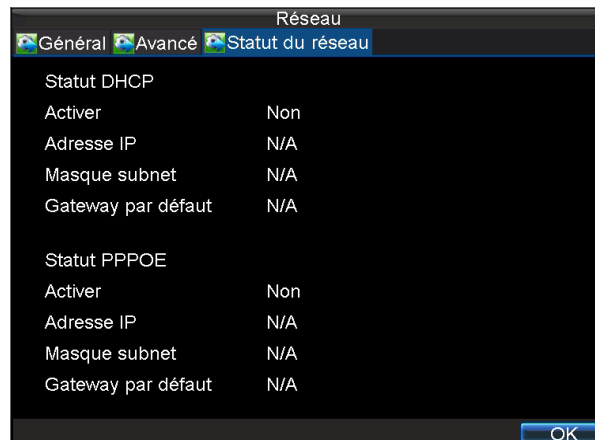 Réseau
Général Avancé Statut du réseau
Statut DHCP
Activer Non
Adresse IP N/A
Masque subnet N/A
Gateway par défaut N/A
Statut PPPOE
Activer Non
Adresse IP N/A
Masque subnet N/A
Gateway par défaut N/A
OK